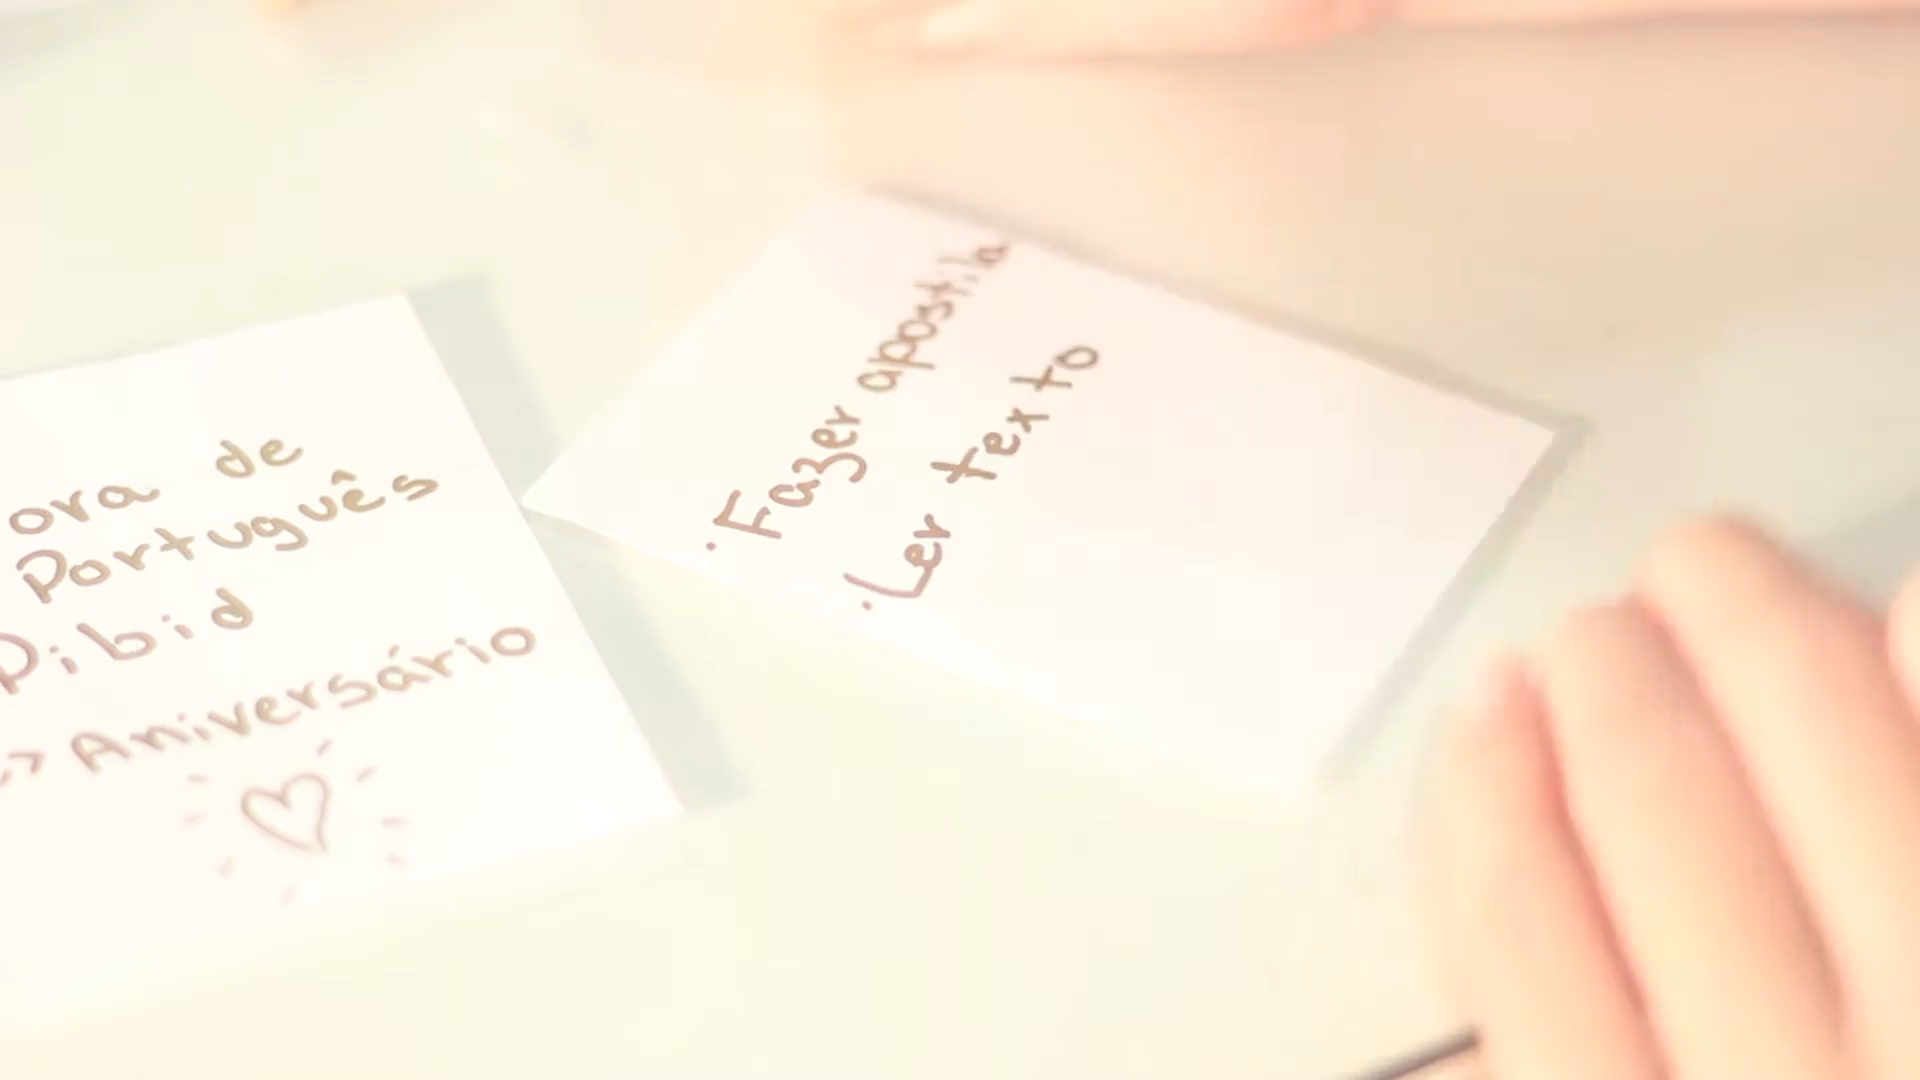 ora de
Português
Pibid
-> Aniversário
· Fazer apostila
· Ler texto